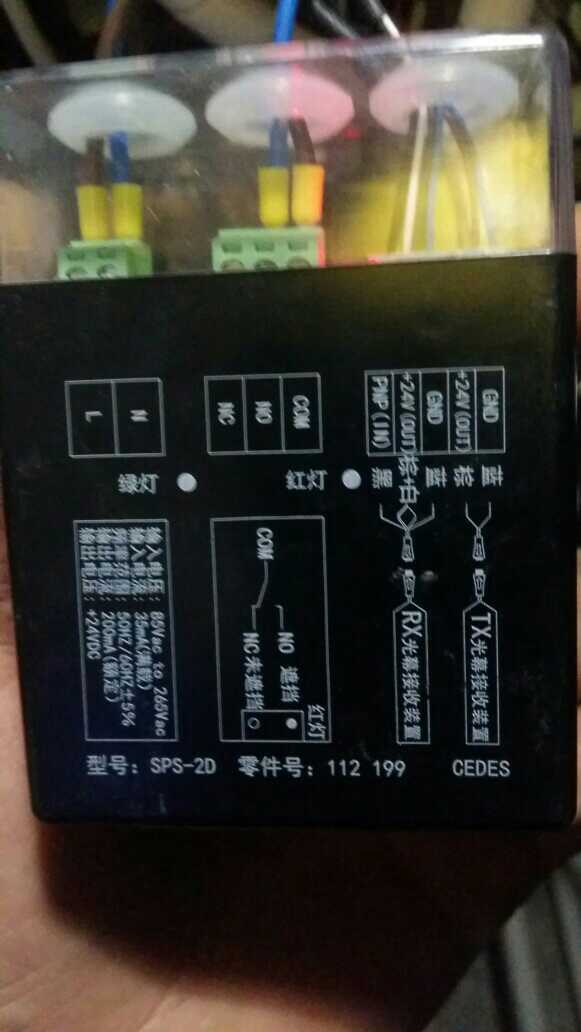 L
N
NC
NO
COM
PNP(IN)
+24V(OUT)
GND
+24V(OUT)
GND
绿灯
红灯
黑
棕+白
蓝
棕
蓝
输入电压: 85Vac to 265Vac
输入电流: 35mA(满载)
频率范围: 50HZ/60HZ±5%
输出电流: 200mA(额定)
输出电压: +24VDC
COM
红灯
NO 遮挡
NC 未遮挡
RX光幕接收装置
TX光幕接收装置
型号: SPS-2D 零件号: 112 199 CEDES